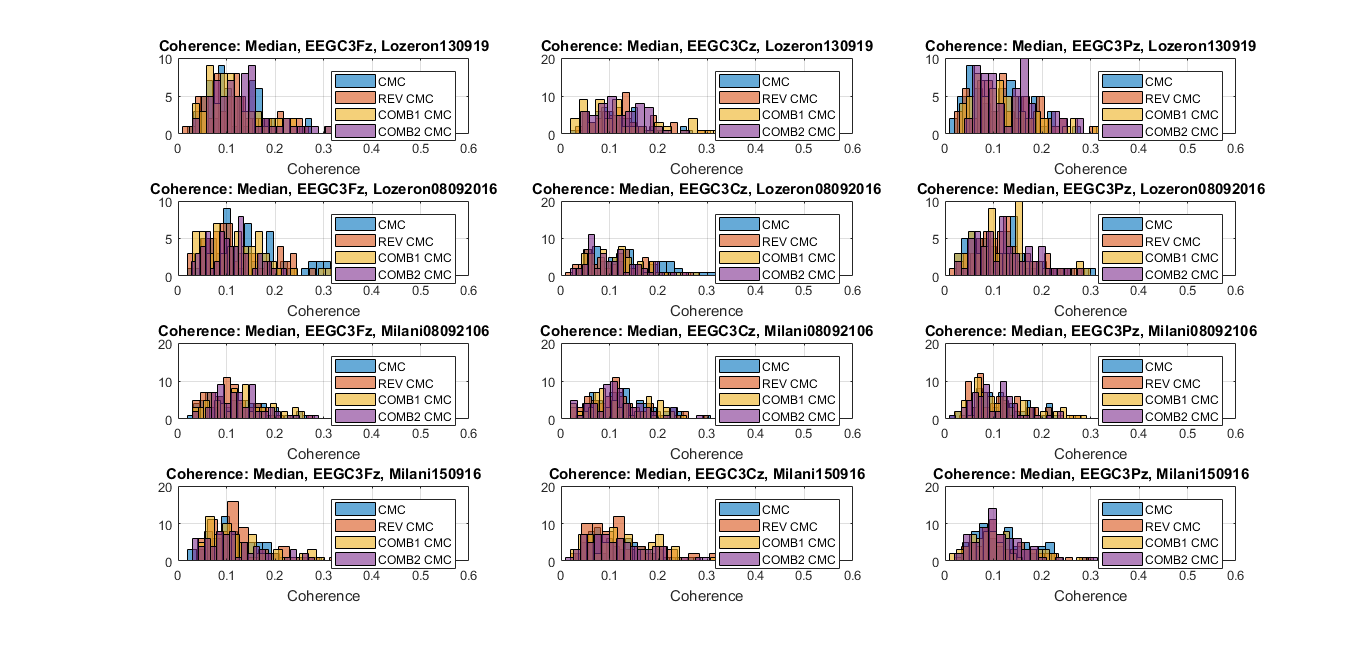 Coherence: Median, EEGC3Fz, Lozeron130919
10
5
0
0 0.1 0.2 0.3 0.4 0.5 0.6
Coherence
CMC
REV CMC
COMB1 CMC
COMB2 CMC
Coherence: Median, EEGC3Cz, Lozeron130919
20
10
0
0 0.1 0.2 0.3 0.4 0.5 0.6
Coherence
CMC
REV CMC
COMB1 CMC
COMB2 CMC
Coherence: Median, EEGC3Pz, Lozeron130919
10
5
0
0 0.1 0.2 0.3 0.4 0.5 0.6
Coherence
CMC
REV CMC
COMB1 CMC
COMB2 CMC
Coherence: Median, EEGC3Fz, Lozeron08092016
10
5
0
0 0.1 0.2 0.3 0.4 0.5 0.6
Coherence
CMC
REV CMC
COMB1 CMC
COMB2 CMC
Coherence: Median, EEGC3Cz, Lozeron08092016
20
10
0
0 0.1 0.2 0.3 0.4 0.5 0.6
Coherence
CMC
REV CMC
COMB1 CMC
COMB2 CMC
Coherence: Median, EEGC3Pz, Lozeron08092016
10
5
0
0 0.1 0.2 0.3 0.4 0.5 0.6
Coherence
CMC
REV CMC
COMB1 CMC
COMB2 CMC
Coherence: Median, EEGC3Fz, Milani08092106
20
10
0
0 0.1 0.2 0.3 0.4 0.5 0.6
Coherence
CMC
REV CMC
COMB1 CMC
COMB2 CMC
Coherence: Median, EEGC3Cz, Milani08092106
20
10
0
0 0.1 0.2 0.3 0.4 0.5 0.6
Coherence
CMC
REV CMC
COMB1 CMC
COMB2 CMC
Coherence: Median, EEGC3Pz, Milani08092106
20
10
0
0 0.1 0.2 0.3 0.4 0.5 0.6
Coherence
CMC
REV CMC
COMB1 CMC
COMB2 CMC
Coherence: Median, EEGC3Fz, Milani150916
20
10
0
0 0.1 0.2 0.3 0.4 0.5 0.6
Coherence
CMC
REV CMC
COMB1 CMC
COMB2 CMC
Coherence: Median, EEGC3Cz, Milani150916
20
10
0
0 0.1 0.2 0.3 0.4 0.5 0.6
Coherence
CMC
REV CMC
COMB1 CMC
COMB2 CMC
Coherence: Median, EEGC3Pz, Milani150916
20
10
0
0 0.1 0.2 0.3 0.4 0.5 0.6
Coherence
CMC
REV CMC
COMB1 CMC
COMB2 CMC